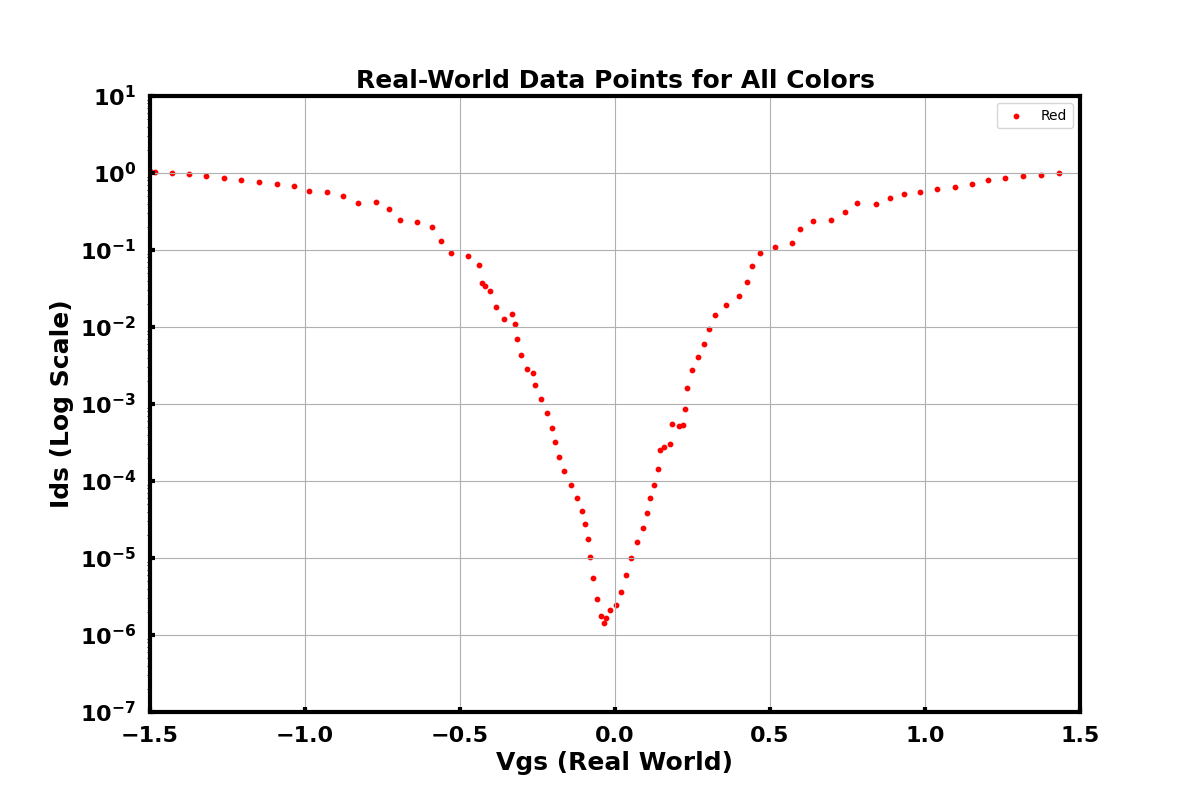 Real-World Data Points for All Colors
Red
10¹
10⁰
10⁻¹
10⁻²
10⁻³
10⁻⁴
10⁻⁵
10⁻⁶
10⁻⁷
Ids (Log Scale)
−1.5 −1.0 −0.5 0.0 0.5 1.0 1.5
Vgs (Real World)